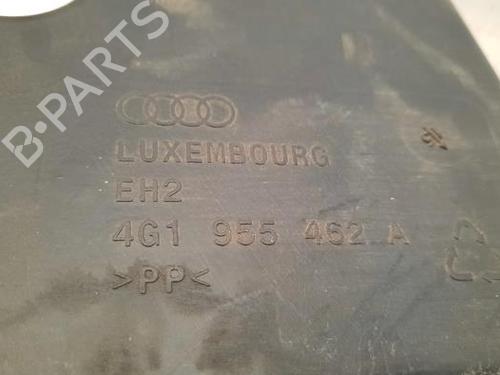 B-PARTS
LUXEMBOURG
EH2
4G1 955 462 A
>PP<